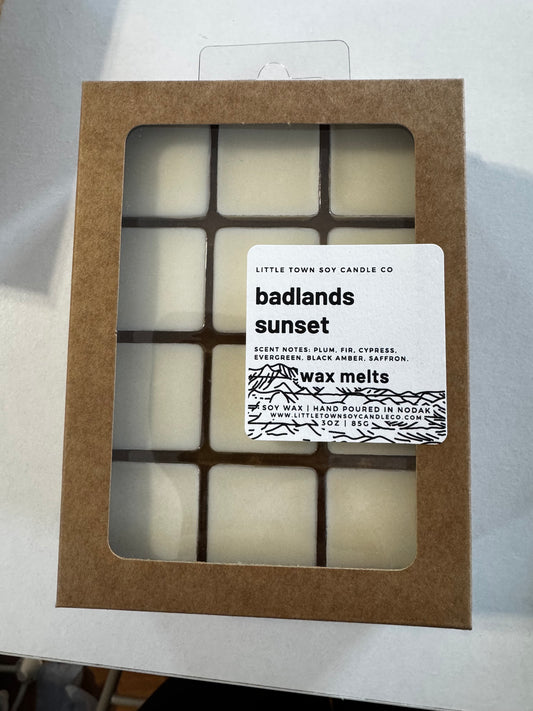 LITTLE TOWN SOY CANDLE CO
badlands
sunset
SCENT NOTES: PLUM, FIR, CYPRESS,
EVERGREEN, BLACK AMBER, SAFFRON.
wax melts
SOY WAX | HAND POURED IN NODAK
WWW.LITTLETOWNSOYCANDLECO.COM
3OZ | 85G